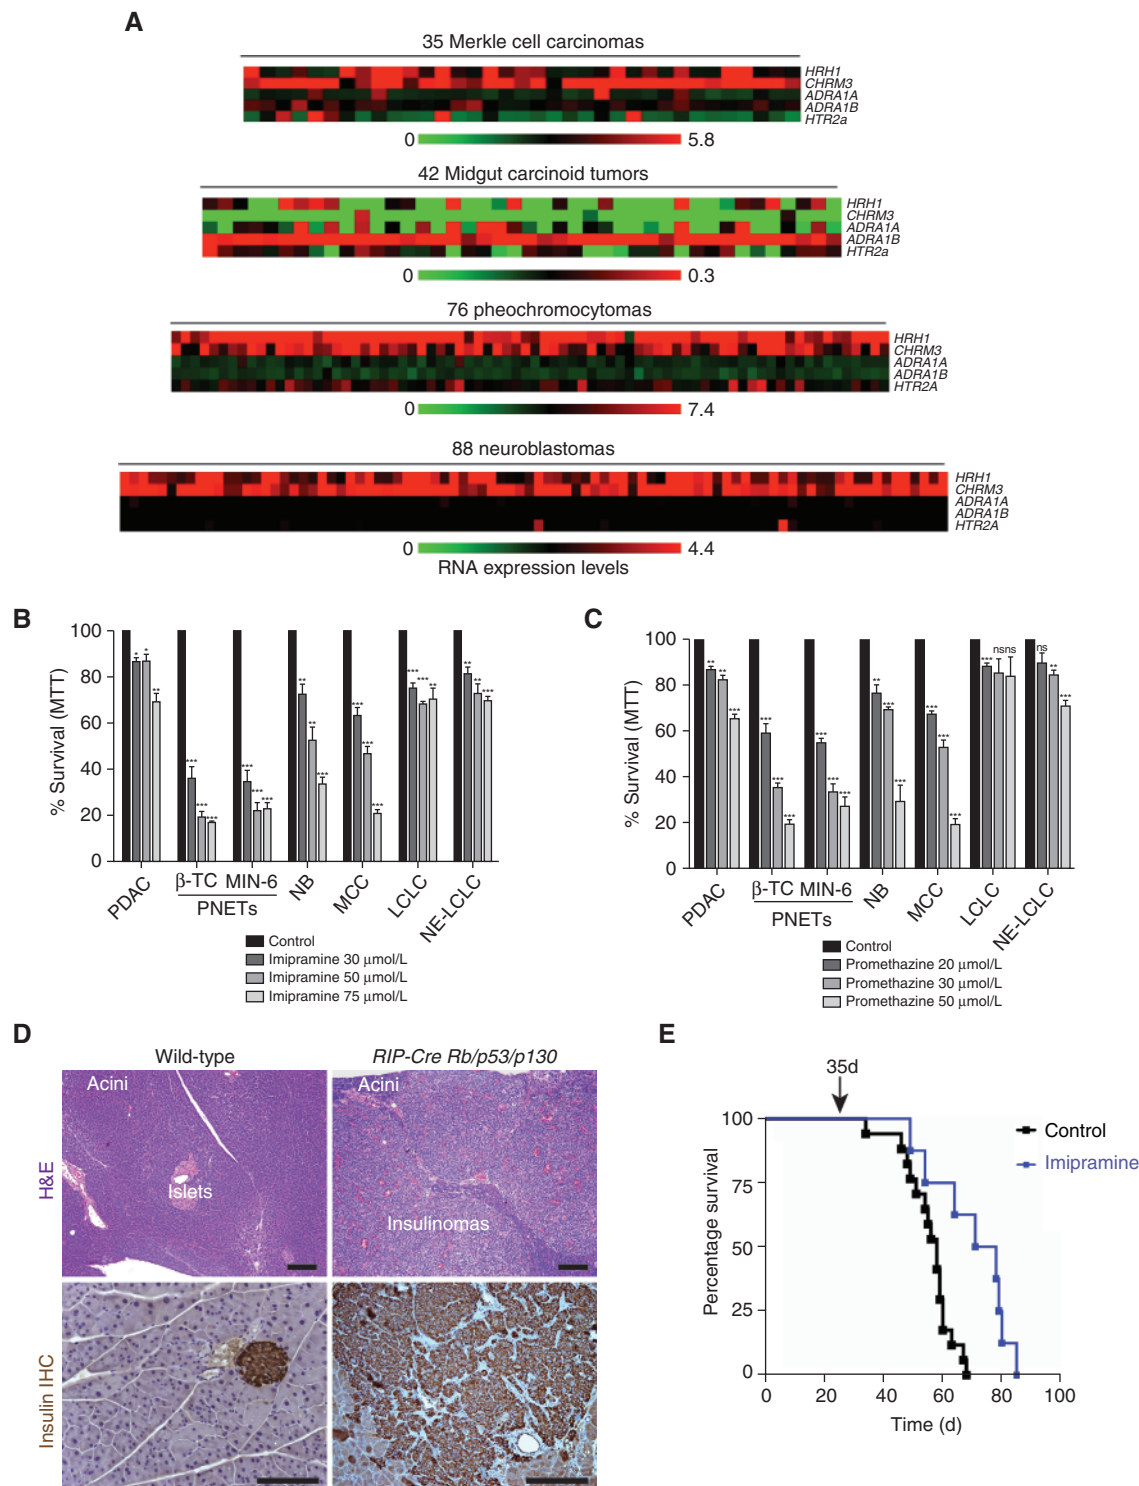 A
35 Merkle cell carcinomas
HRH1
CHRM3
ADRA1A
ADRA1B
HTR2a
0 5.8
42 Midgut carcinoid tumors
HRH1
CHRM3
ADRA1A
ADRA1B
HTR2a
0 0.3
76 pheochromocytomas
HRH1
CHRM3
ADRA1A
ADRA1B
HTR2A
0 7.4
88 neuroblastomas
HRH1
CHRM3
ADRA1A
ADRA1B
HTR2A
0 4.4
RNA expression levels
B
% Survival (MTT)
100
80
60
40
20
0
* * **
*** *** ***
*** *** ***
** ** ***
*** *** ***
*** *** **
** ** ***
PDAC
β-TC MIN-6
PNETs
NB
MCC
LCLC
NE-LCLC
Control
Imipramine 30 μmol/L
Imipramine 50 μmol/L
Imipramine 75 μmol/L
C
% Survival (MTT)
100
80
60
40
20
0
** ** ***
*** *** ***
*** *** ***
** *** ***
*** *** ***
*** ns ns
ns ** ***
PDAC
β-TC MIN-6
PNETs
NB
MCC
LCLC
NE-LCLC
Control
Promethazine 20 μmol/L
Promethazine 30 μmol/L
Promethazine 50 μmol/L
D
Wild-type
RIP-Cre Rb/p53/p130
H&E
Acini
Islets
Acini
Insulinomas
Insulin IHC
E
35d
Percentage survival
100
75
50
25
0
0 20 40 60 80 100
Time (d)
Control
Imipramine